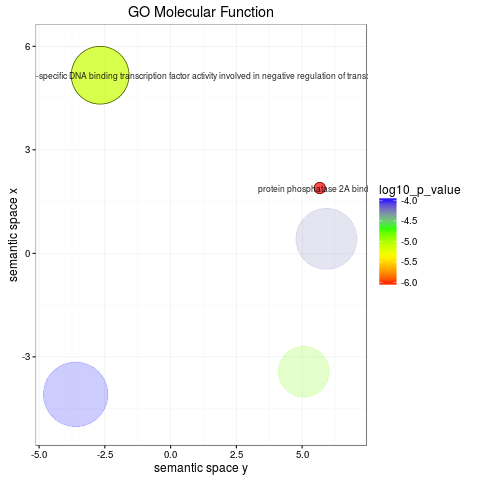 GO Molecular Function
6
-specific DNA binding transcription factor activity involved in negative regulation of trans
3
protein phosphatase 2A bind
log10_p_value
-4.0
-4.5
-5.0
-5.5
-6.0
semantic space x
0
-3
-5.0
-2.5
0.0
2.5
5.0
semantic space y